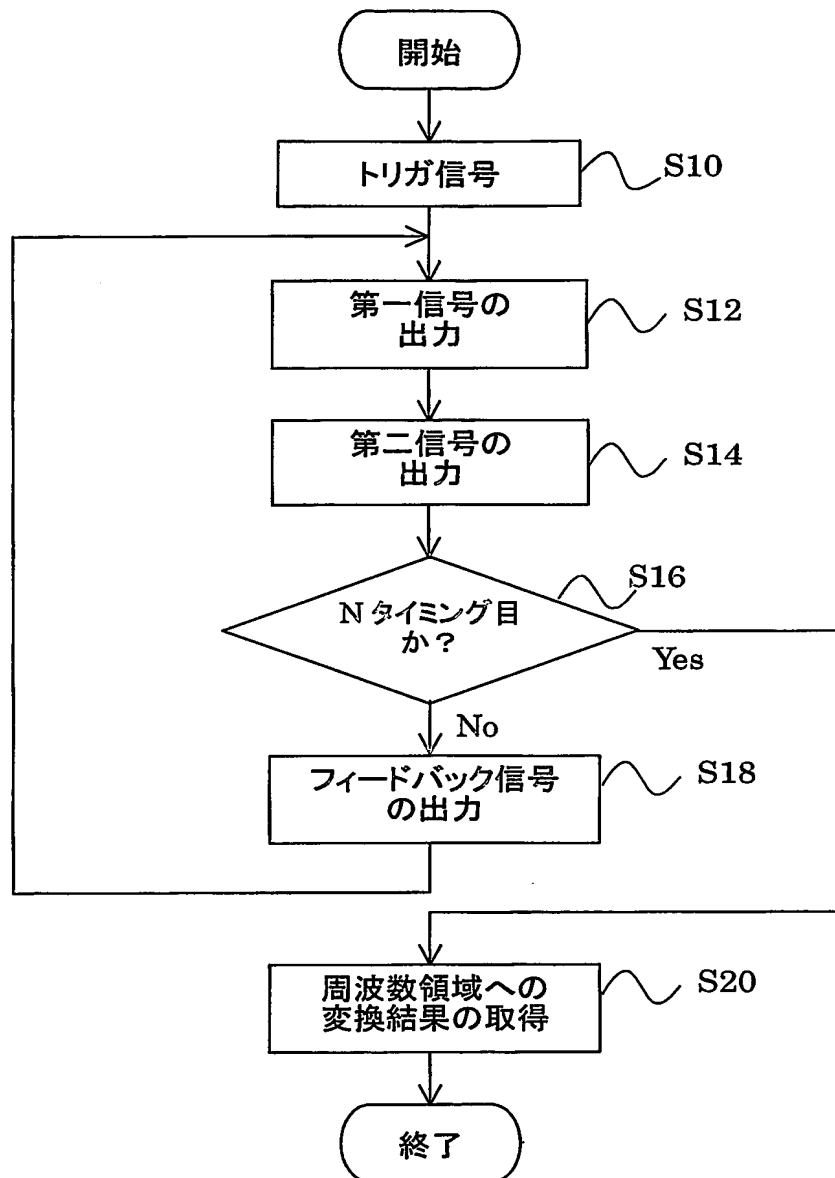 開始
トリガ信号
S10
第一信号の
出力
S12
第二信号の
出力
S14
S16
N タイミング目
か？
Yes
No
フィードバック信号
の出力
S18
周波数領域への
変換結果の取得
S20
終了